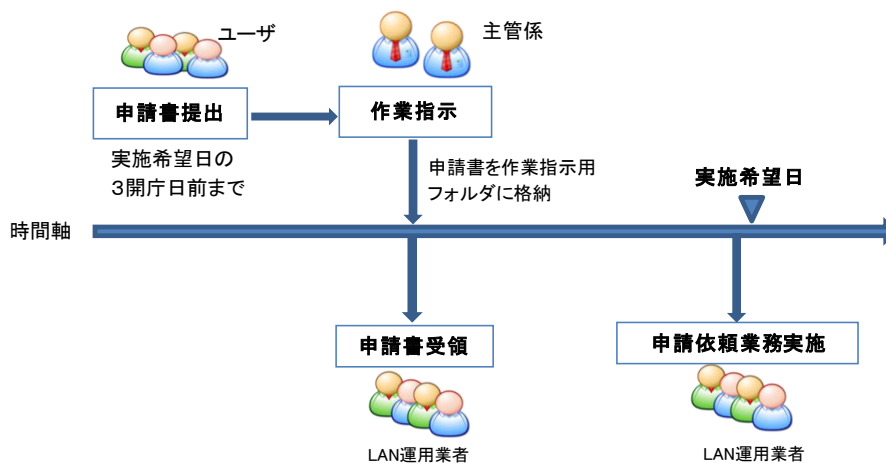 ユーザ
主管係
申請書提出
作業指示
実施希望日の
３開庁日前まで
申請書を作業指示用
フォルダに格納
実施希望日
時間軸
申請書受領
申請依頼業務実施
LAN運用業者
LAN運用業者